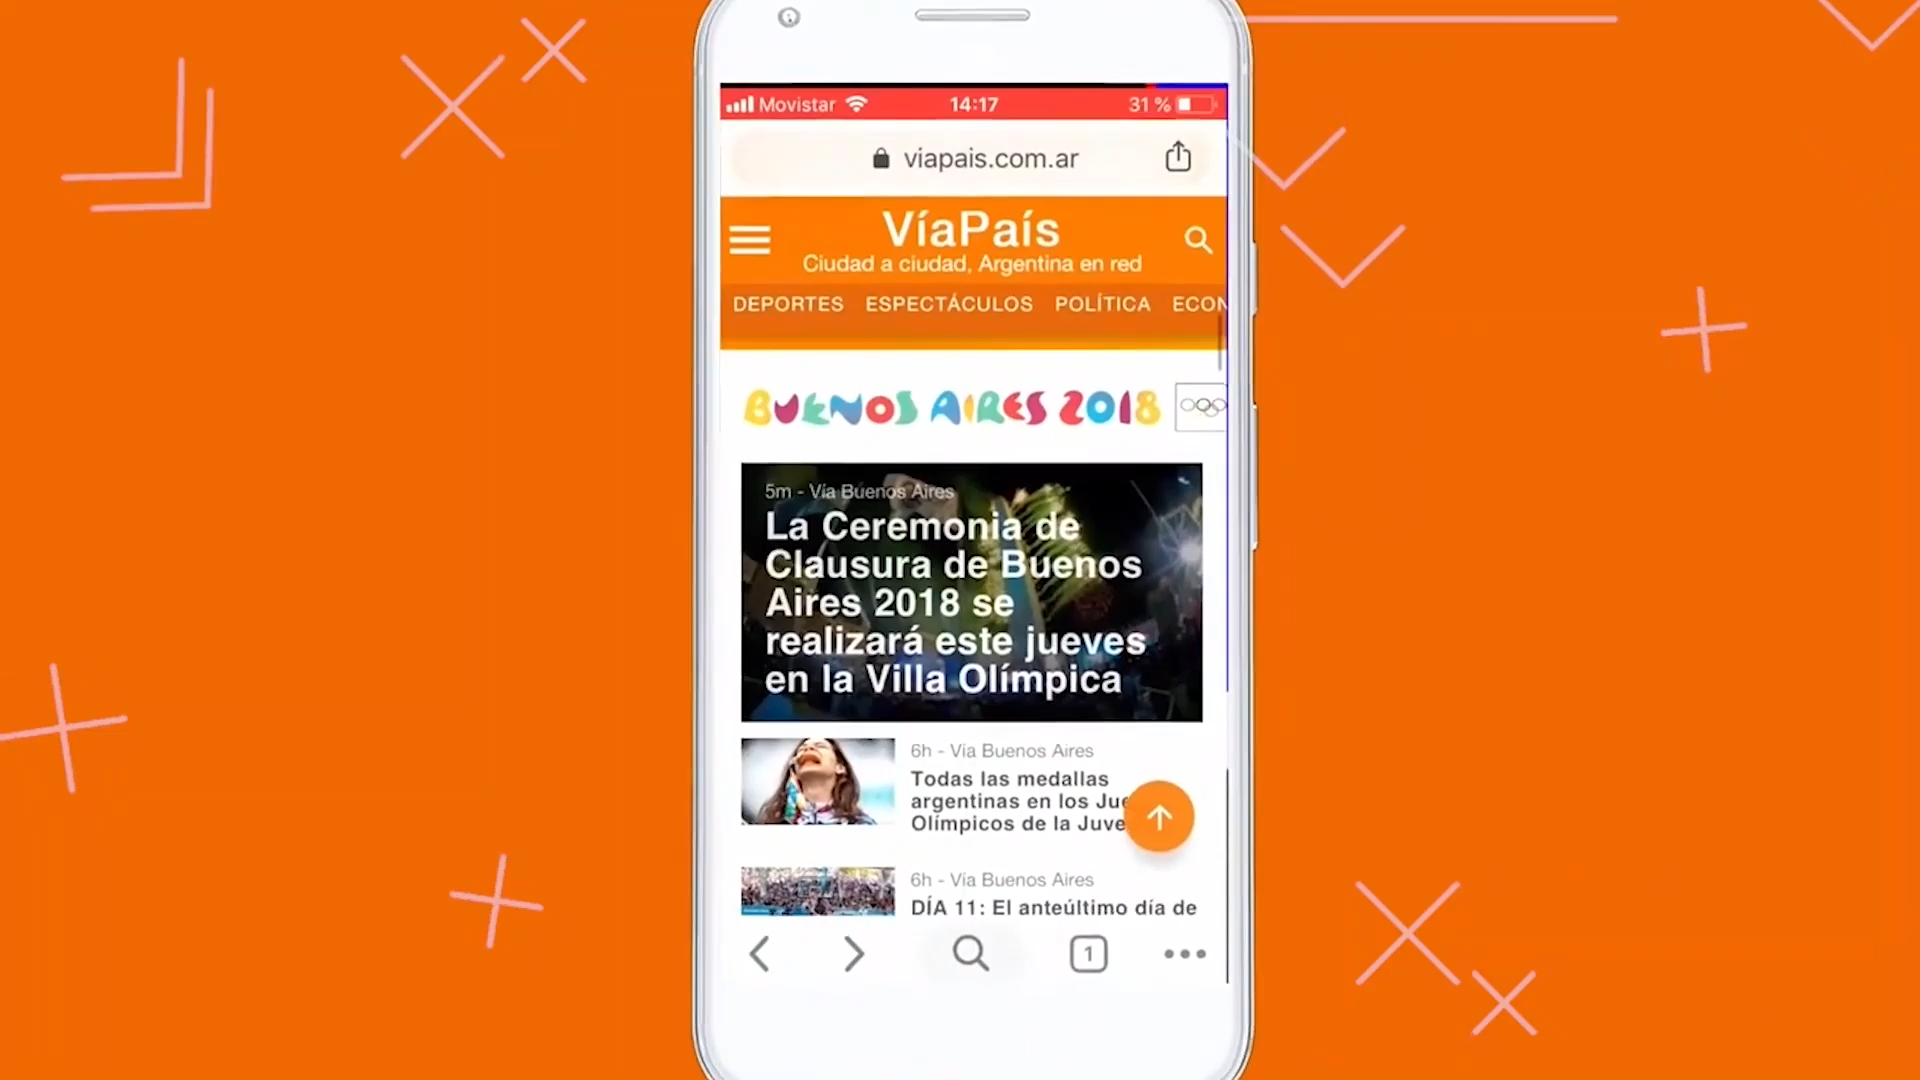 Movistar 14:17 31 %
viapais.com.ar
VíaPaís
Ciudad a ciudad, Argentina en red
DEPORTES ESPECTÁCULOS POLÍTICA ECON
BUENOS AIRES 2018
5m - Vía Buenos Aires
La Ceremonia de
Clausura de Buenos
Aires 2018 se
realizará este jueves
en la Villa Olímpica
6h - Vía Buenos Aires
Todas las medallas
argentinas en los Jue
Olímpicos de la Juve
6h - Vía Buenos Aires
DÍA 11: El anteúltimo día de
1